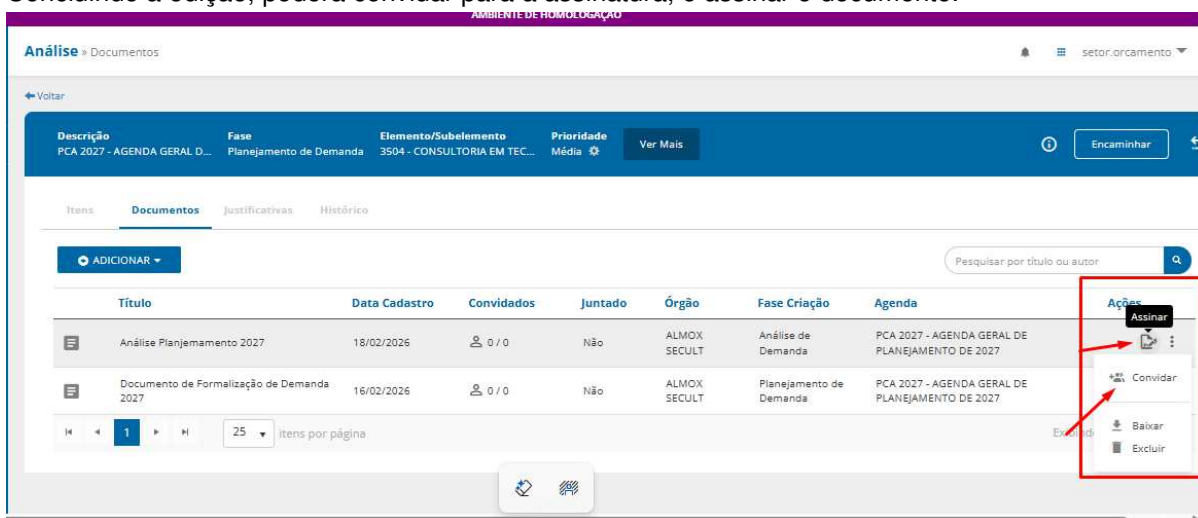 Concluindo a edição, poderá convidar para a assinatura, e assinar o documento.
AMBIENTE DE HOMOLOGAÇÃO
Análise » Documentos
setor.orcamento
Voltar
Descrição Fase Elemento/Subelemento Prioridade
PCA 2027 - AGENDA GERAL D... Planejamento de Demanda 3504 - CONSULTORIA EM TEC... Média
Ver Mais
Encaminhar
Itens Documentos Justificativas Histórico
ADICIONAR
Pesquisar por título ou autor
Título Data Cadastro Convidados Juntado Órgão Fase Criação Agenda Ações
Assinar
Análise Planjemamento 2027 18/02/2026 0 / 0 Não ALMOX SECULT Análise de Demanda PCA 2027 - AGENDA GERAL DE PLANEJAMENTO DE 2027
Convidar
Documento de Formalização de Demanda 2027 16/02/2026 0 / 0 Não ALMOX SECULT Planejamento de Demanda PCA 2027 - AGENDA GERAL DE PLANEJAMENTO DE 2027
Baixar
Excluir
1 25 itens por página